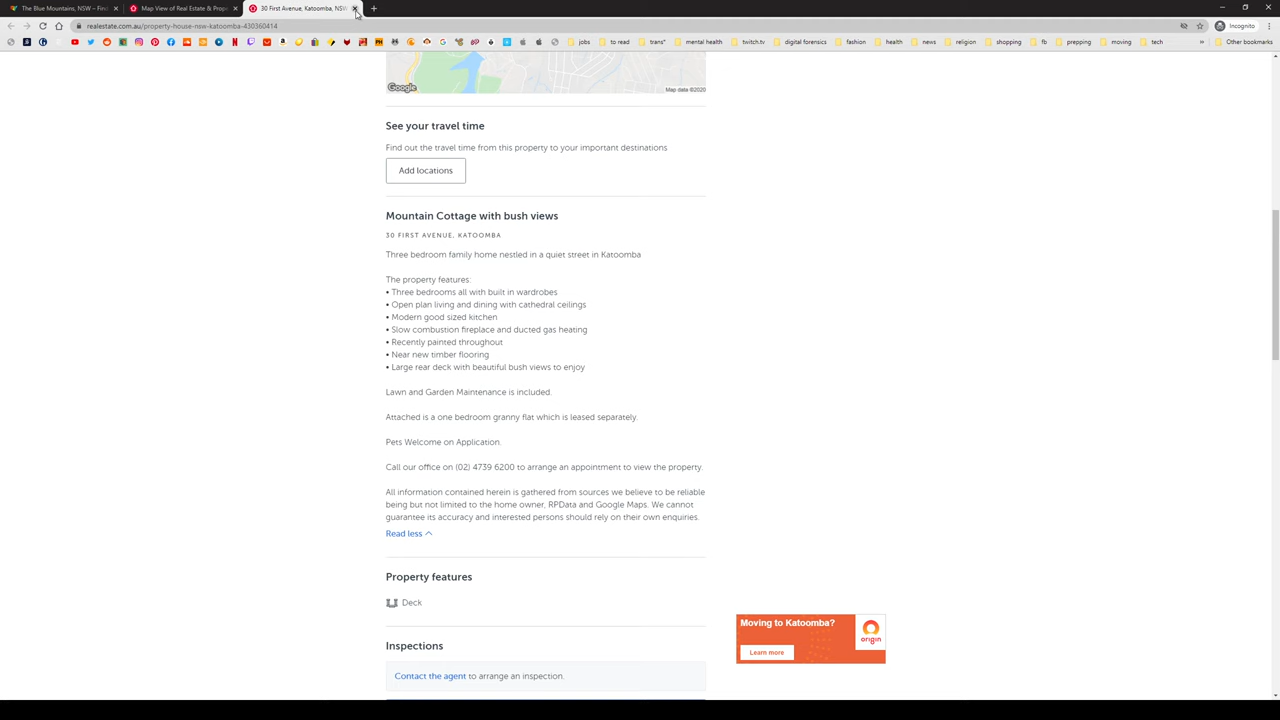 The Blue Mountains, NSW – Fin
Map View of Real Estate & Prop
30 First Avenue, Katoomba, NSW
realestate.com.au/property-house-nsw-katoomba-430360414
Incognito
jobs
to read
trans*
mental health
twitch.tv
digital forensics
fashion
health
news
religion
shopping
fb
prepping
moving
tech
»
Other bookmarks
Google
Map data ©2020
See your travel time
Find out the travel time from this property to your important destinations
Add locations
Mountain Cottage with bush views
30 FIRST AVENUE, KATOOMBA
Three bedroom family home nestled in a quiet street in Katoomba
The property features:
• Three bedrooms all with built in wardrobes
• Open plan living and dining with cathedral ceilings
• Modern good sized kitchen
• Slow combustion fireplace and ducted gas heating
• Recently painted throughout
• Near new timber flooring
• Large rear deck with beautiful bush views to enjoy
Lawn and Garden Maintenance is included.
Attached is a one bedroom granny flat which is leased separately.
Pets Welcome on Application.
Call our office on (02) 4739 6200 to arrange an appointment to view the property.
All information contained herein is gathered from sources we believe to be reliable
being but not limited to the home owner, RPData and Google Maps. We cannot
guarantee its accuracy and interested persons should rely on their own enquiries.
Read less
Property features
Deck
Moving to Katoomba?
origin
Learn more
Inspections
Contact the agent to arrange an inspection.